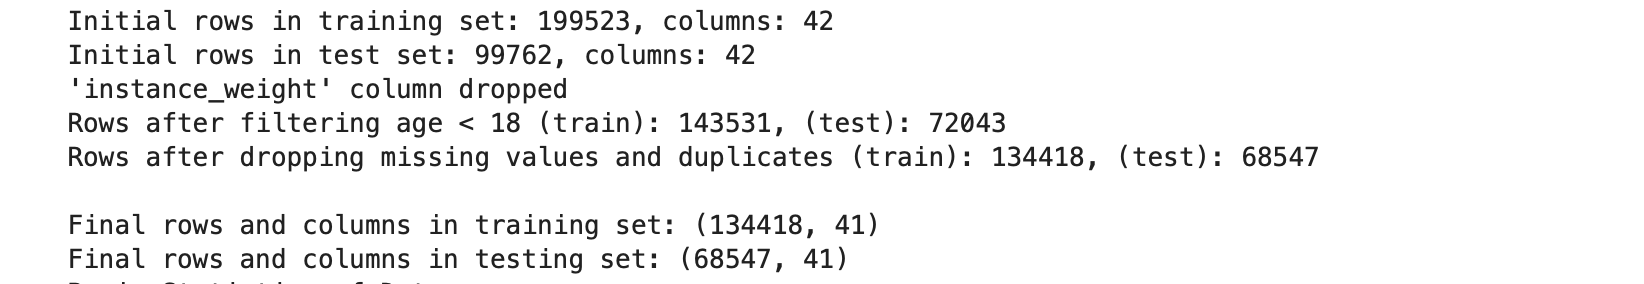 Initial rows in training set: 199523, columns: 42
Initial rows in test set: 99762, columns: 42
'instance_weight' column dropped
Rows after filtering age < 18 (train): 143531, (test): 72043
Rows after dropping missing values and duplicates (train): 134418, (test): 68547
Final rows and columns in training set: (134418, 41)
Final rows and columns in testing set: (68547, 41)